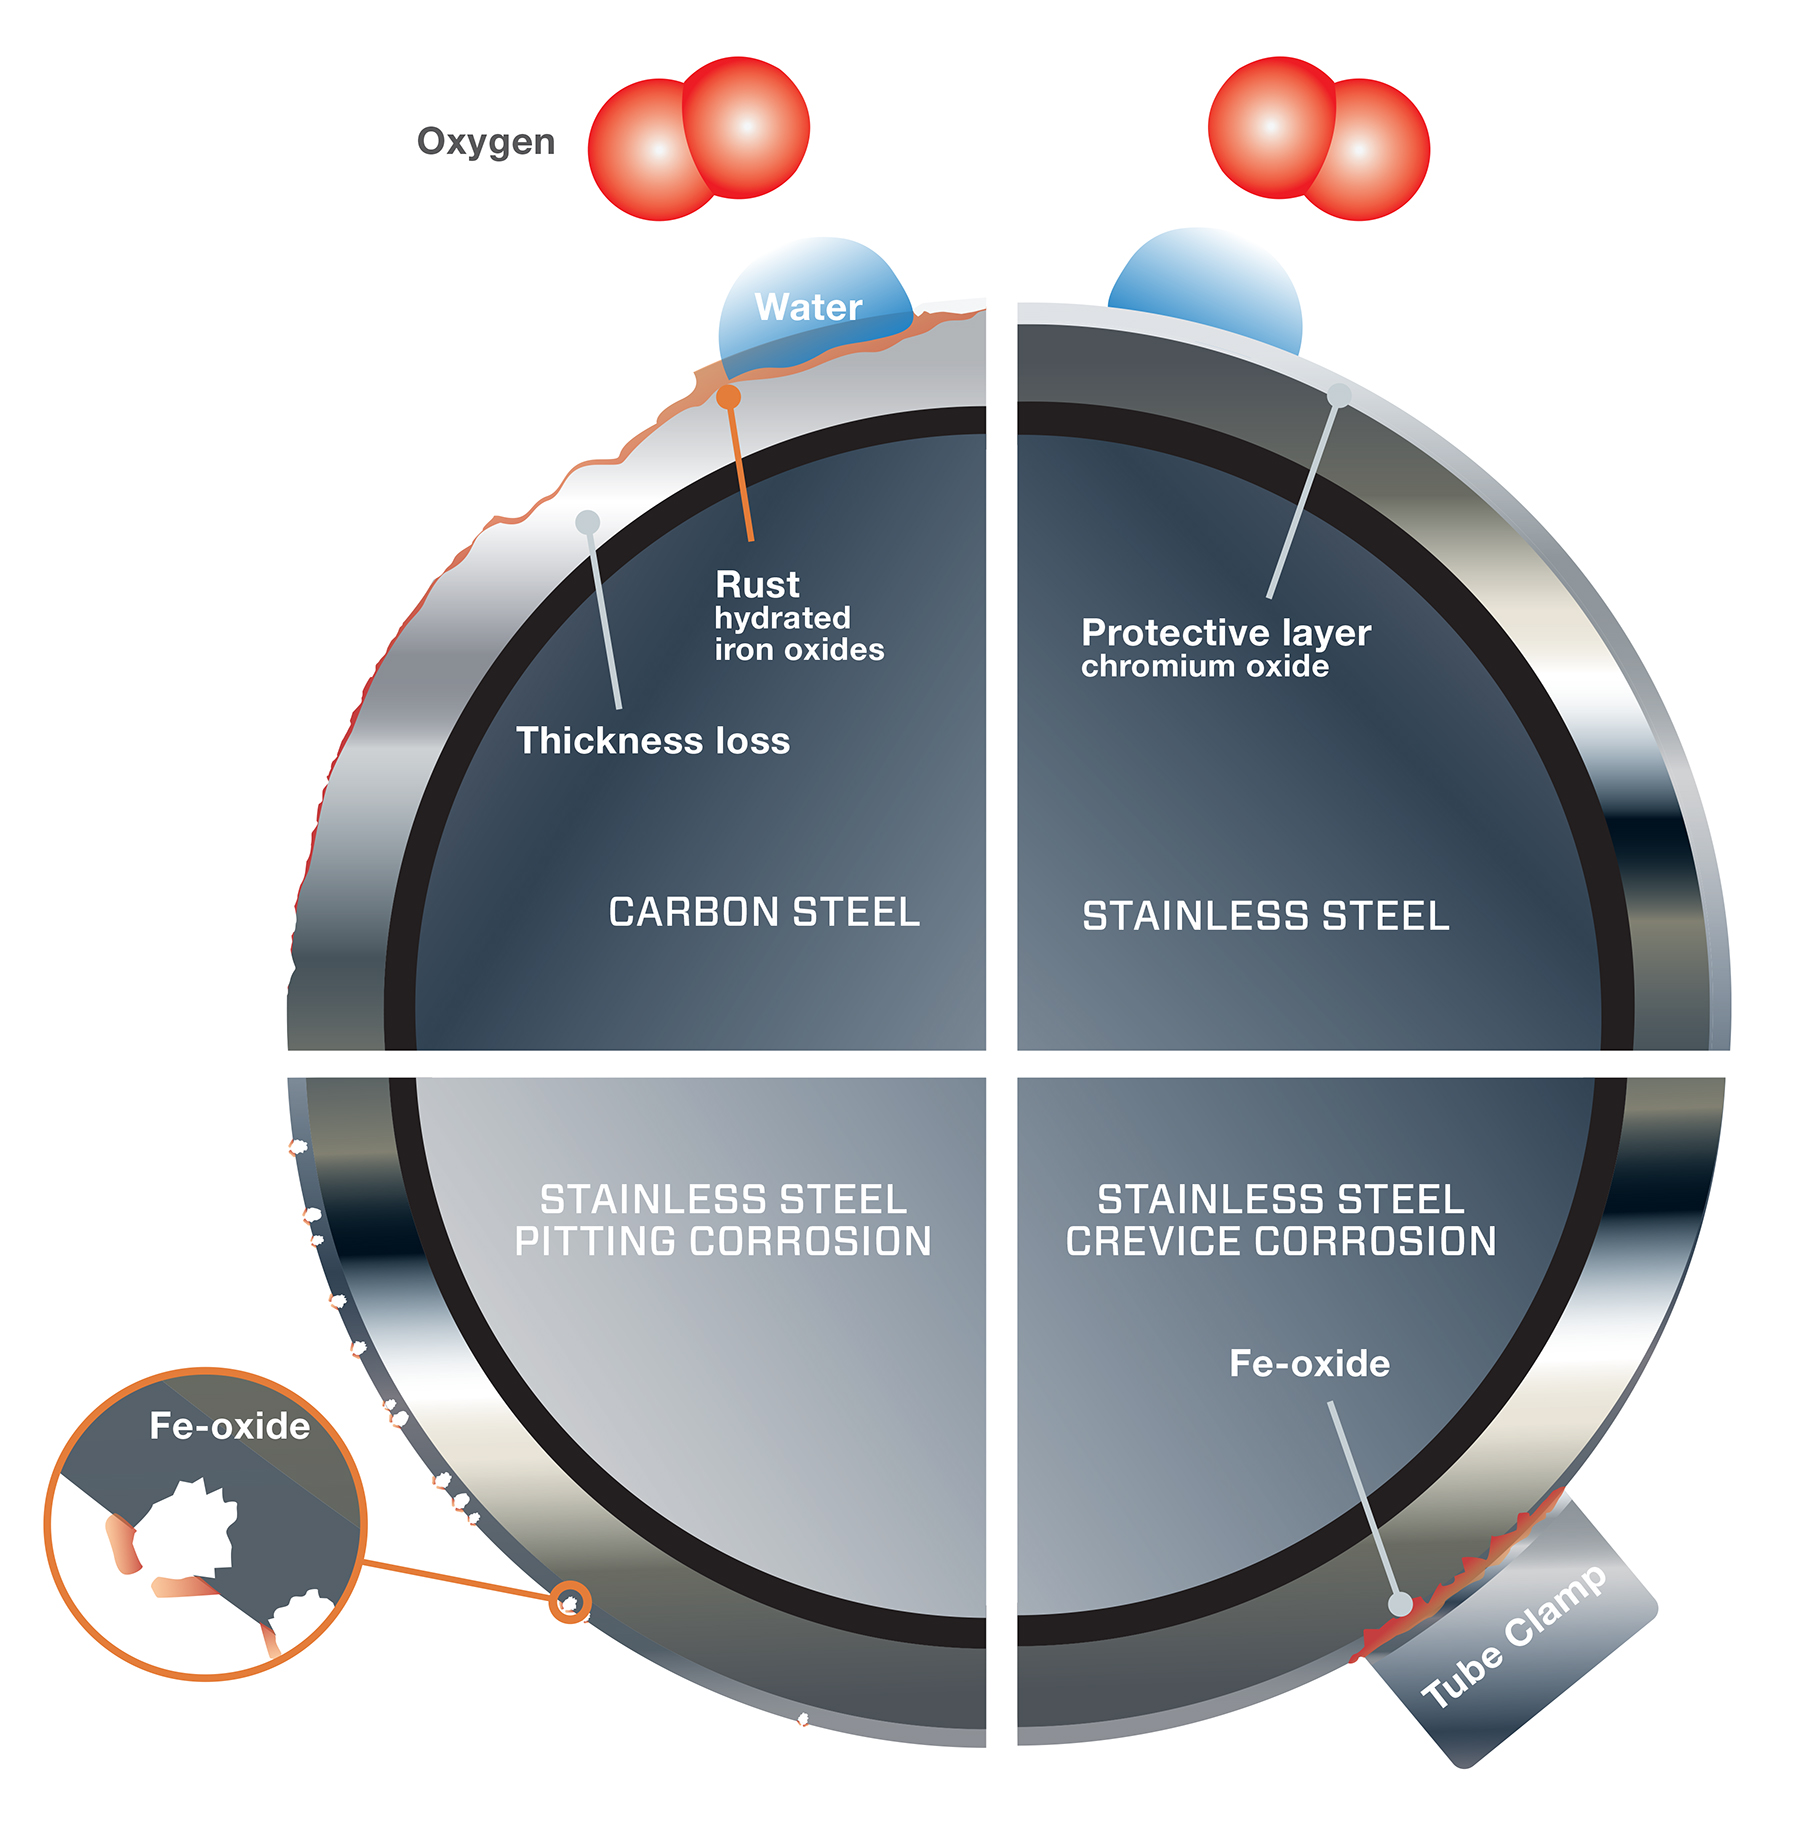 Oxygen
Water
Rust
hydrated
iron oxides
Thickness loss
CARBON STEEL
Protective layer
chromium oxide
STAINLESS STEEL
STAINLESS STEEL
PITTING CORROSION
Fe-oxide
STAINLESS STEEL
CREVICE CORROSION
Fe-oxide
Tube Clamp